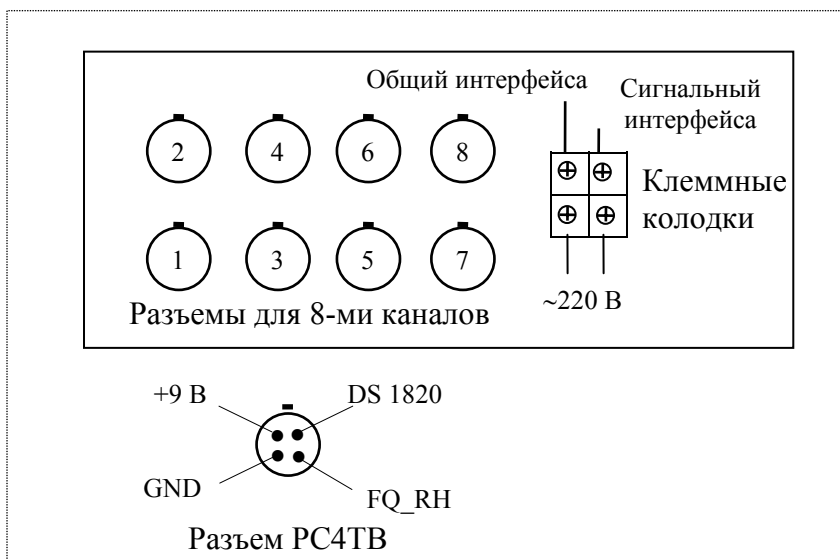 Общий интерфейса
Сигнальный
интерфейса
2 4 6 8
Клеммные
колодки
1 3 5 7
~220 В
Разъемы для 8-ми каналов
+9 В
DS 1820
GND
FQ_RH
Разъем РС4ТВ